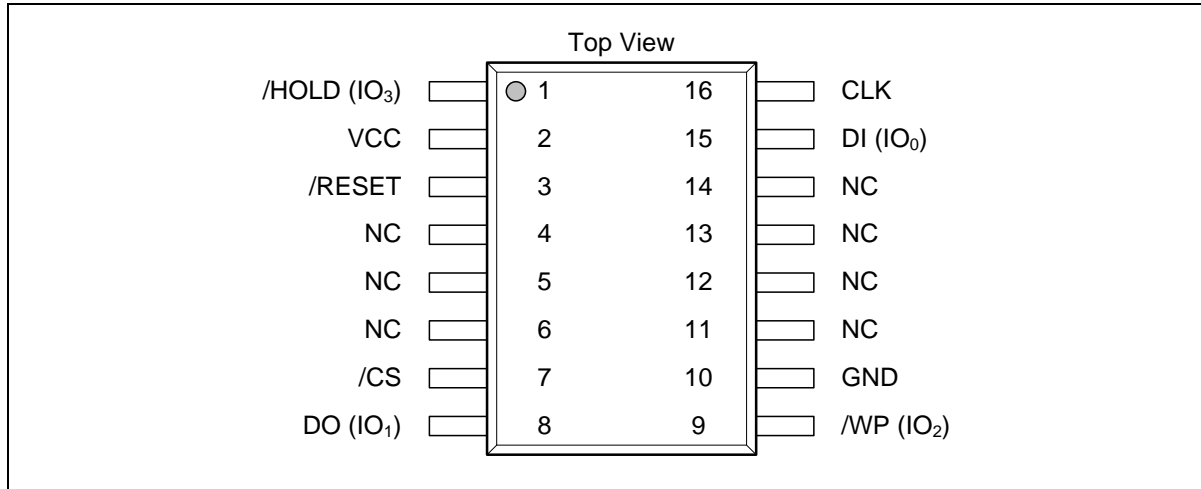 Top View
/HOLD (IO₃) 1 16 CLK
VCC 2 15 DI (IO₀)
/RESET 3 14 NC
NC 4 13 NC
NC 5 12 NC
NC 6 11 NC
/CS 7 10 GND
DO (IO₁) 8 9 /WP (IO₂)